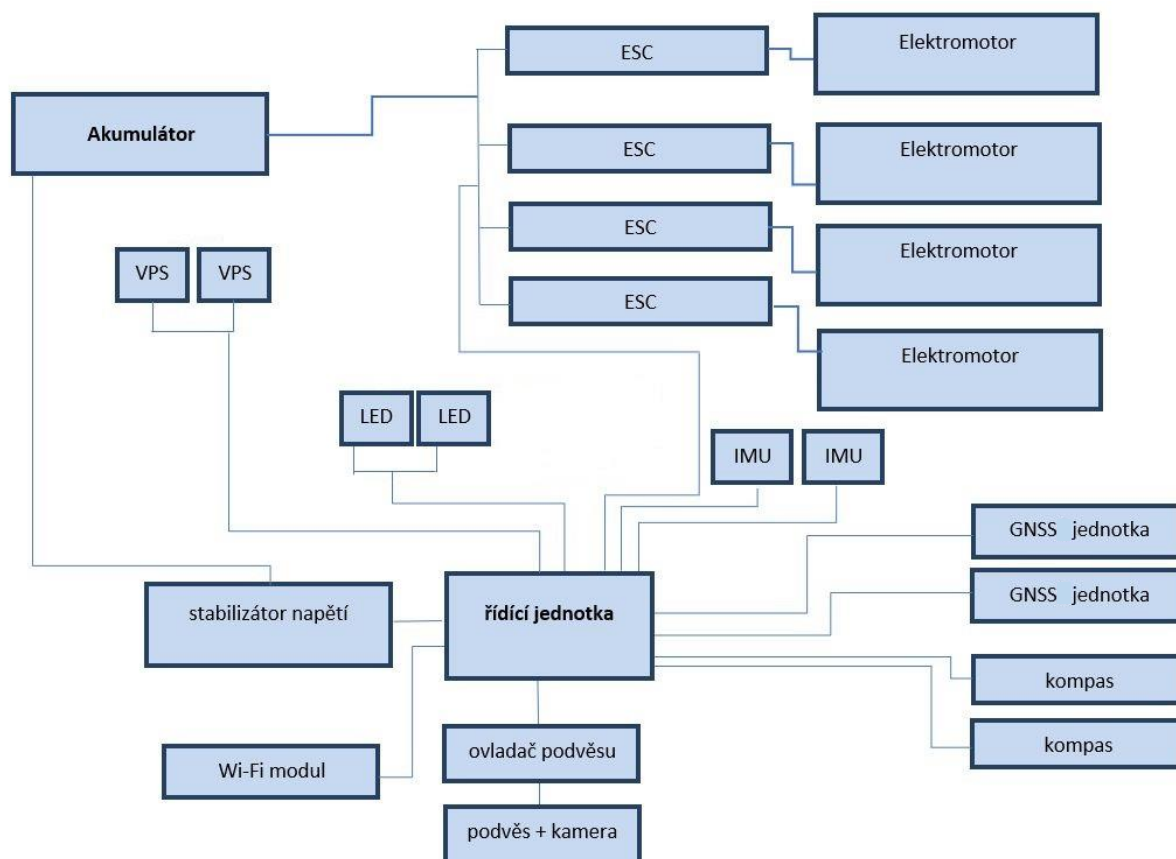 ESC
Elektromotor
Akumulátor
ESC
Elektromotor
ESC
Elektromotor
VPS
VPS
ESC
Elektromotor
LED
LED
IMU
IMU
GNSS jednotka
GNSS jednotka
stabilizátor napětí
řídící jednotka
kompas
kompas
ovladač podvěsu
Wi-Fi modul
podvěs + kamera